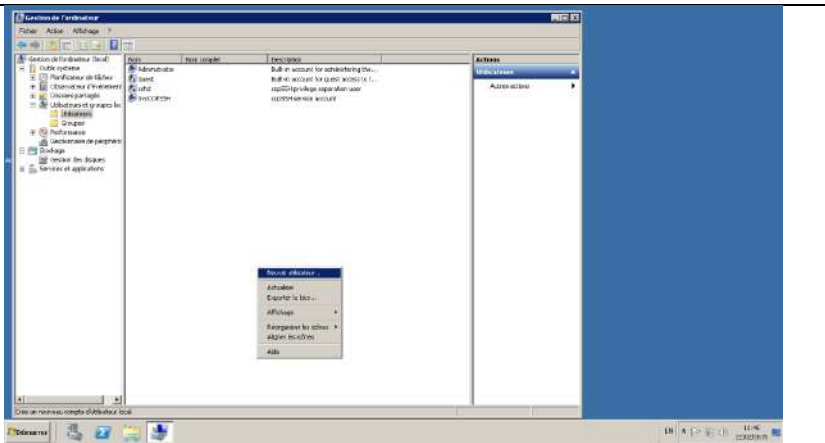 Gestion de l'ordinateur
Fichier Action Affichage ?
Gestion de l'ordinateur (local)
Outils système
Planificateur de tâches
Observateur d'événement
Dossiers partagés
Utilisateurs et groupes loc
Utilisateurs
Groupes
Performance
Gestionnaire de périphéri
Stockage
Gestion des disques
Services et applications
Nom Nom complet Description
Administrator Built-in account for administering the...
Guest Built-in account for guest access to t...
sshd copSSH privilege separation user
SvcCOPSSH copSSH service account
Actions
Utilisateurs
Autres actions
Nouvel utilisateur...
Actualiser
Exporter la liste...
Affichage
Réorganiser les icônes
Aligner les icônes
Aide
Crée un nouveau compte d'utilisateur local.
Démarrer
EN
11:46